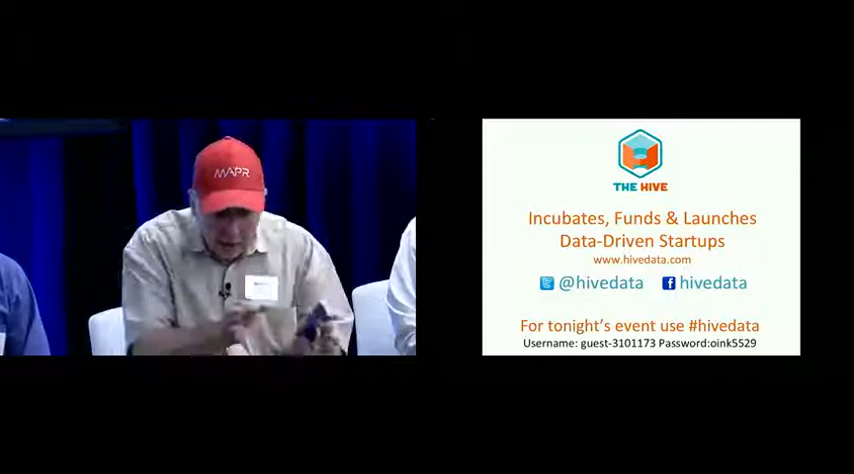 MAPR
THE HIVE
Incubates, Funds & Launches
Data-Driven Startups
www.hivedata.com
@hivedata
hivedata
For tonight's event use #hivedata
Username: guest-3101173 Password:oink5529